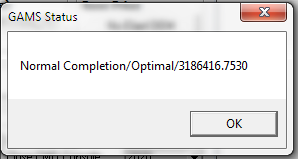 GAMS Status
Normal Completion/Optimal/3186416.7530
OK